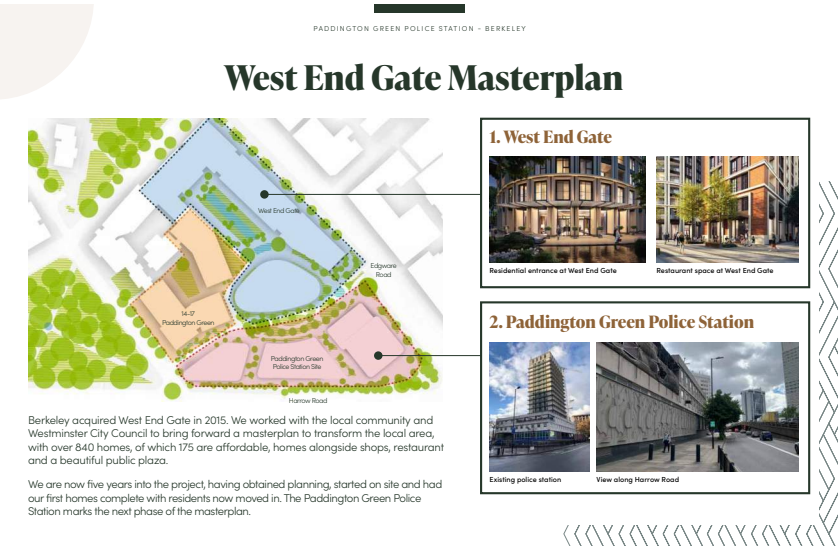 PADDINGTON GREEN POLICE STATION – BERKELEY
West End Gate Masterplan
West End Gate
Edgware
Road
14-17
Paddington Green
Paddington Green
Police Station Site
Harrow Road
Berkeley acquired West End Gate in 2015. We worked with the local community and
Westminster City Council to bring forward a masterplan to transform the local area,
with over 840 homes, of which 175 are affordable, homes alongside shops, restaurant
and a beautiful public plaza.
We are now five years into the project, having obtained planning, started on site and had
our first homes complete with residents now moved in. The Paddington Green Police
Station marks the next phase of the masterplan.
1. West End Gate
Residential entrance at West End Gate
Restaurant space at West End Gate
2. Paddington Green Police Station
Existing police station
View along Harrow Road